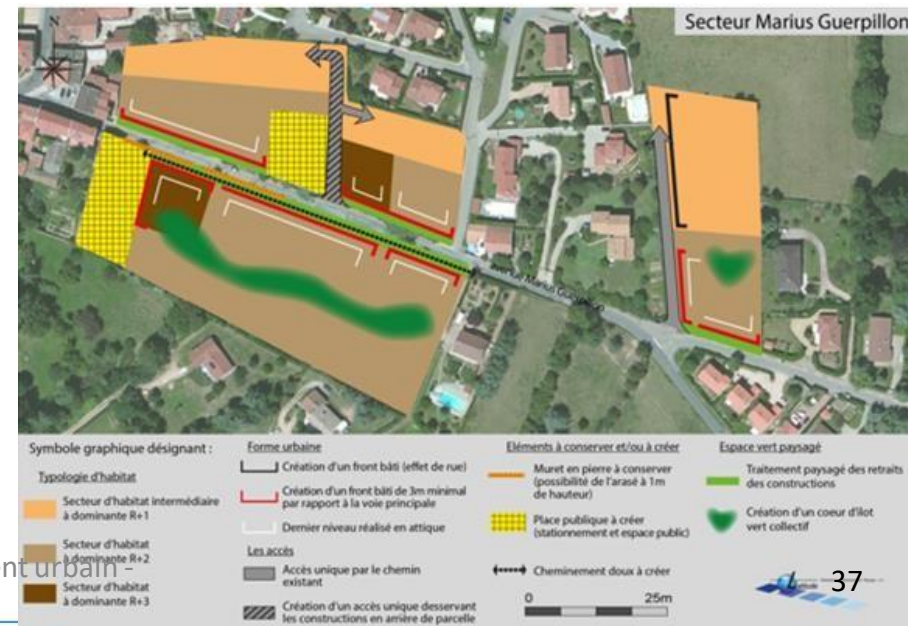 Secteur Marius Guerpillon
Avenue Marius Guerpillon
Symbole graphique désignant :
Typologie d'habitat
Secteur d'habitat intermédiaire
à dominante R+1
Secteur d'habitat
à dominante R+2
Secteur d'habitat
à dominante R+3
Forme urbaine
Création d'un front bâti (effet de rue)
Création d'un front bâti de 3m minimal
par rapport à la voie principale
Dernier niveau réalisé en attique
Les accès
Accès unique par le chemin
existant
Création d'un accès unique desservant
les constructions en arrière de parcelle
Eléments à conserver et/ou à créer
Muret en pierre à conserver
(possibilité de l'arasé à 1m
de hauteur)
Place publique à créer
(stationnement et espace public)
Cheminement doux à créer
0 25m
Espace vert paysagé
Traitement paysagé des retraits
des constructions
Création d'un coeur d'ilot
vert collectif
nt urbain -
37